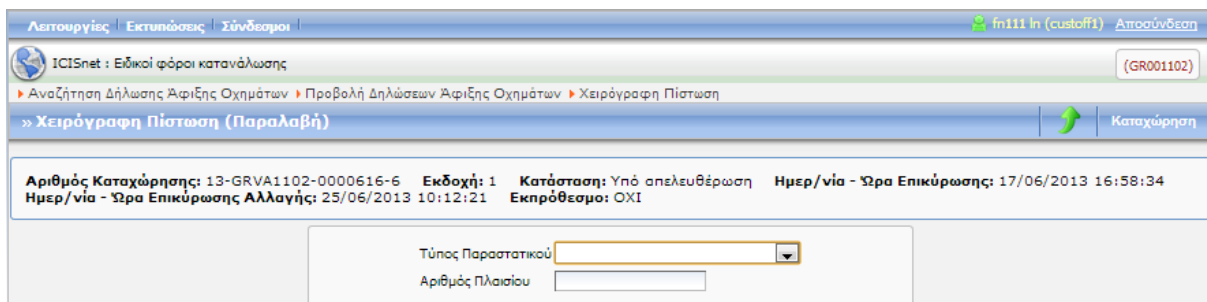 Λειτουργίες Εκτυπώσεις Σύνδεσμοι fn111 ln (custoff1) Αποσύνδεση
ICISnet : Ειδικοί φόροι κατανάλωσης (GR001102)
Αναζήτηση Δήλωσης Άφιξης Οχημάτων Προβολή Δηλώσεων Άφιξης Οχημάτων Χειρόγραφη Πίστωση
» Χειρόγραφη Πίστωση (Παραλαβή) Καταχώρηση
Αριθμός Καταχώρησης: 13-GRVA1102-0000616-6 Εκδοχή: 1 Κατάσταση: Υπό απελευθέρωση Ημερ/νία - Ώρα Επικύρωσης: 17/06/2013 16:58:34
Ημερ/νία - Ώρα Επικύρωσης Αλλαγής: 25/06/2013 10:12:21 Εκπρόθεσμο: ΟΧΙ
Τύπος Παραστατικού
Αριθμός Πλαισίου